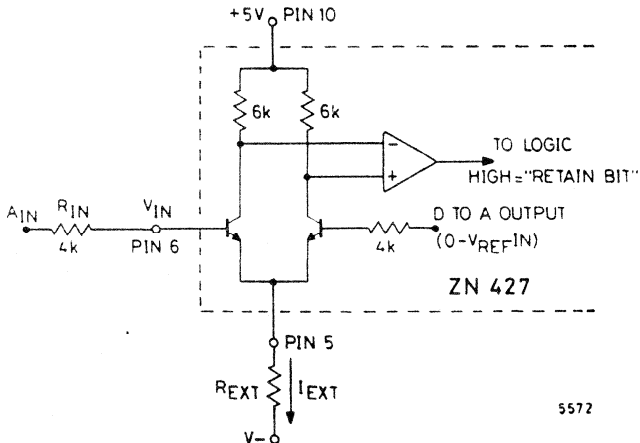 +5V PIN 10
6k
6k
−
+
TO LOGIC
HIGH="RETAIN BIT"
AIN
RIN
VIN
4k
PIN 6
4k
D TO A OUTPUT
(0-VREFIN)
ZN 427
PIN 5
REXT
IEXT
V−
5572